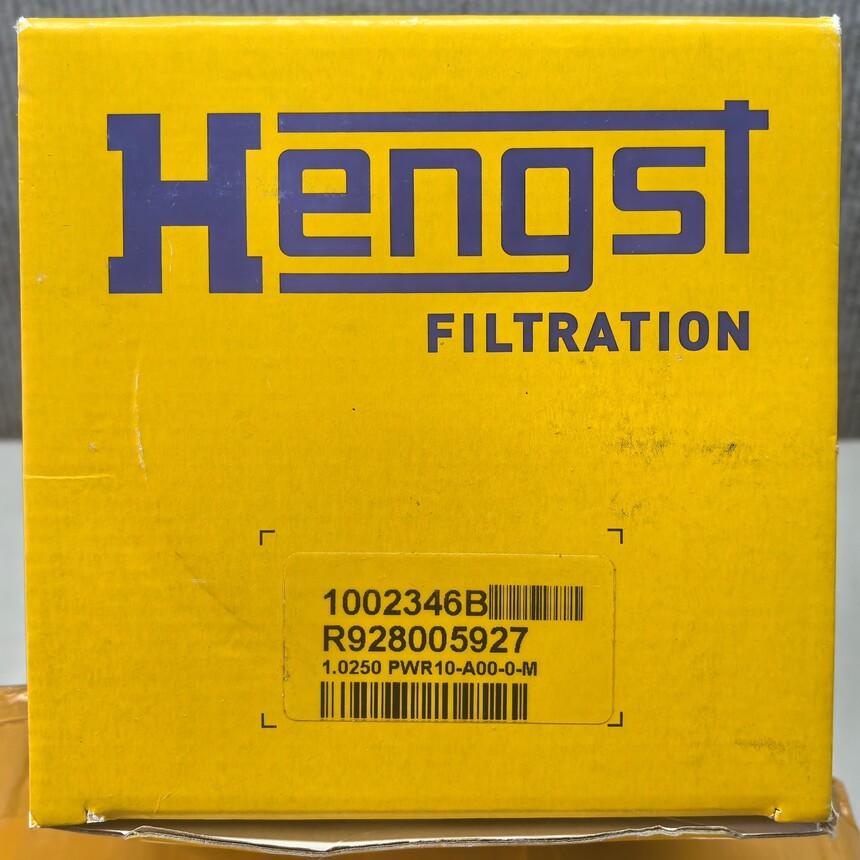 Hengst
FILTRATION
1002346B
R928005927
1.0250 PWR10-A00-0-M